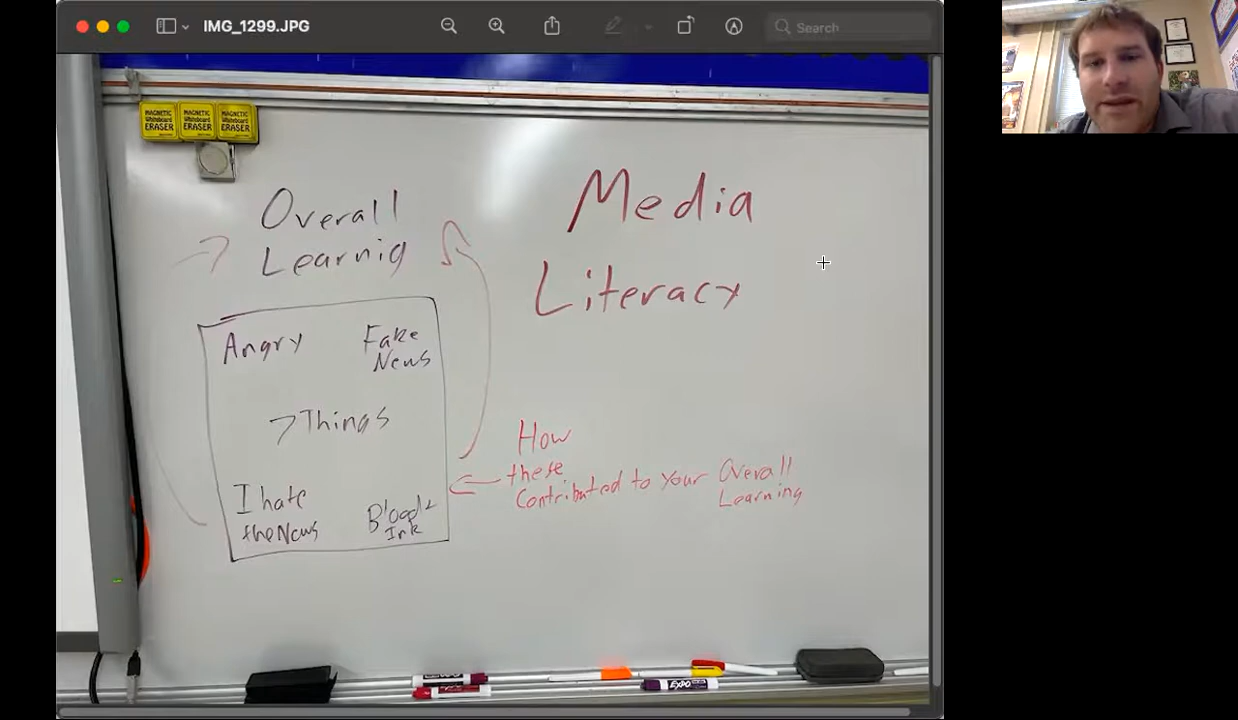 IMG_1299.JPG
Search
MAGNETIC
Whiteboard
ERASER
MAGNETIC
Whiteboard
ERASER
MAGNETIC
Whiteboard
ERASER
Overall
Learnig
Media
Literacy
Angry
Fake
News
7 Things
I hate
the News
Blood +
Ink
How
these
Contributed to Your Overall
Learning
EXPO